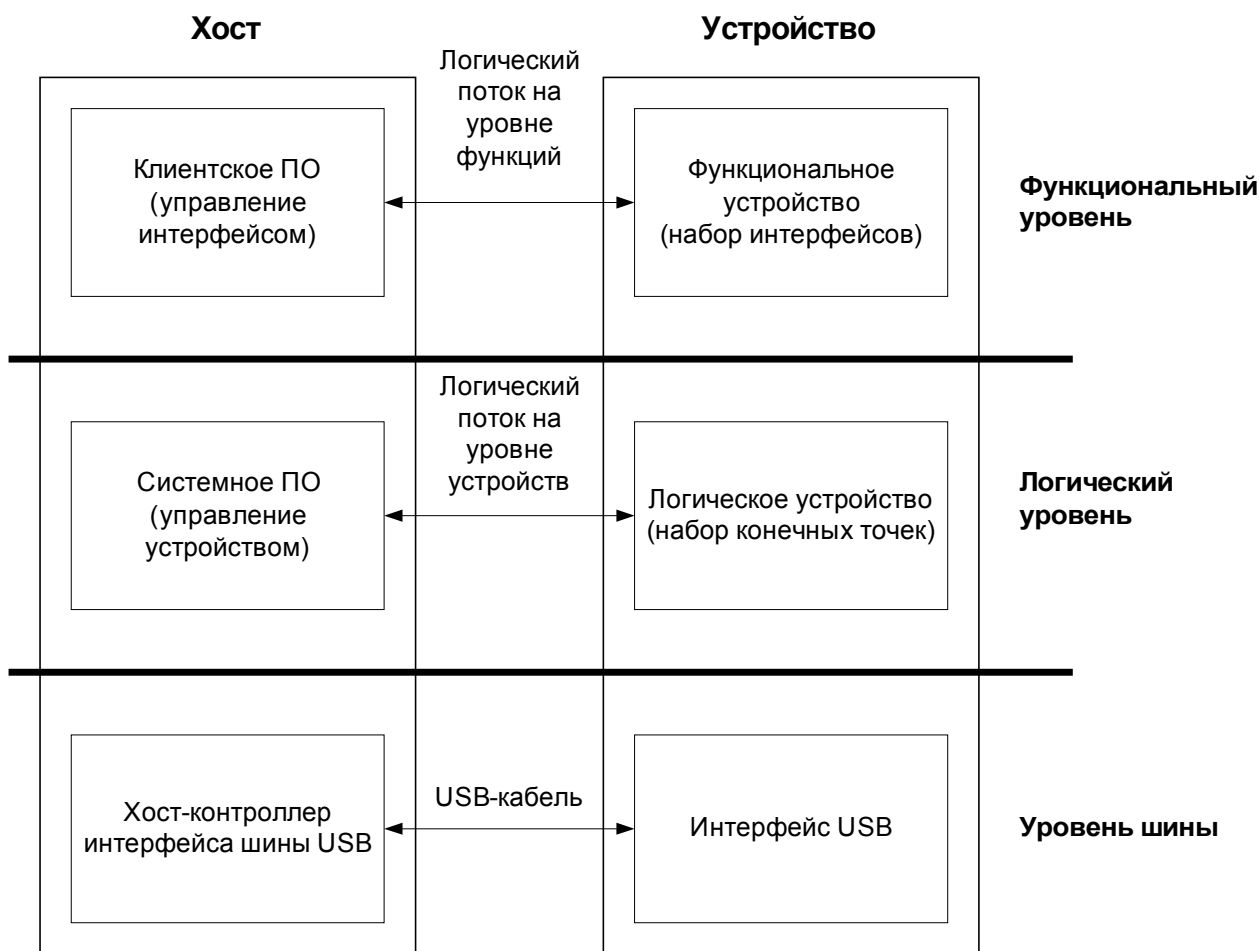 Хост
Устройство
Логический
поток на
уровне
функций
Клиентское ПО
(управление
интерфейсом)
Функциональное
устройство
(набор интерфейсов)
Функциональный
уровень
Логический
поток на
уровне
устройств
Системное ПО
(управление
устройством)
Логическое устройство
(набор конечных точек)
Логический
уровень
USB-кабель
Хост-контроллер
интерфейса шины USB
Интерфейс USB
Уровень шины